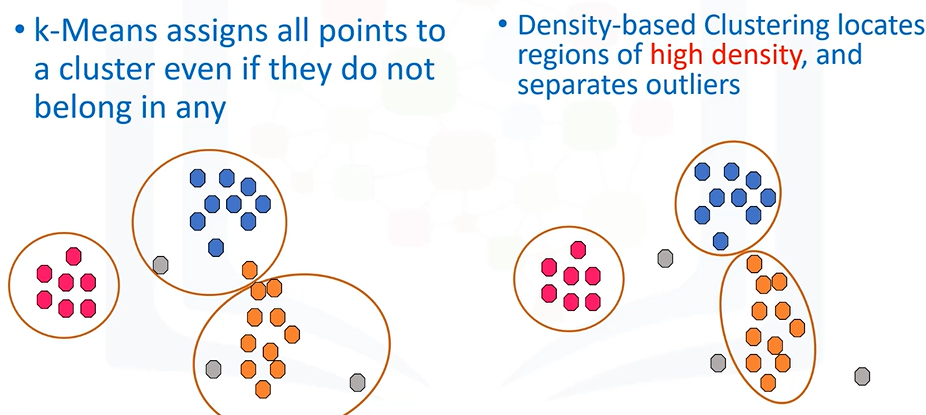 • k-Means assigns all points to
a cluster even if they do not
belong in any
• Density-based Clustering locates
regions of high density, and
separates outliers